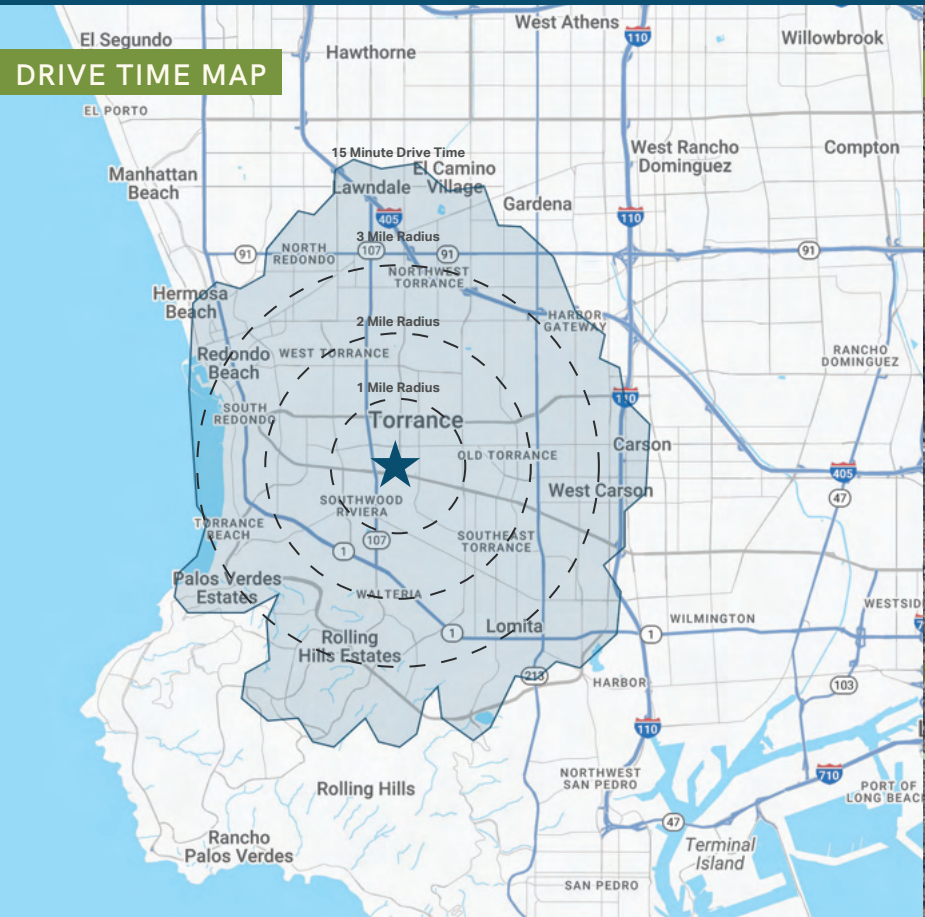 West Athens
El Segundo
110
Willowbrook
Hawthorne
DRIVE TIME MAP
EL PORTO
15 Minute Drive Time
West Rancho
Dominguez
Compton
El Camino
Village
Manhattan
Beach
Lawndale
Gardena
405
110
3 Mile Radius
91
NORTH
REDONDO
107
91
91
NORTHWEST
TORRANCE
Hermosa
Beach
HARBOR
GATEWAY
2 Mile Radius
Redondo
Beach
WEST TORRANCE
RANCHO
DOMINGUEZ
1 Mile Radius
110
SOUTH
REDONDO
Torrance
Carson
OLD TORRANCE
405
West Carson
47
SOUTHWOOD
RIVIERA
TORRANCE
BEACH
107
SOUTHEAST
TORRANCE
1
Palos Verdes
Estates
WALTERIA
WESTSID
1
Lomita
1
WILMINGTON
Rolling
Hills Estates
213
HARBOR
103
110
710
NORTHWEST
SAN PEDRO
Rolling Hills
PORT OF
LONG BEACH
47
Rancho
Palos Verdes
Terminal
Island
SAN PEDRO